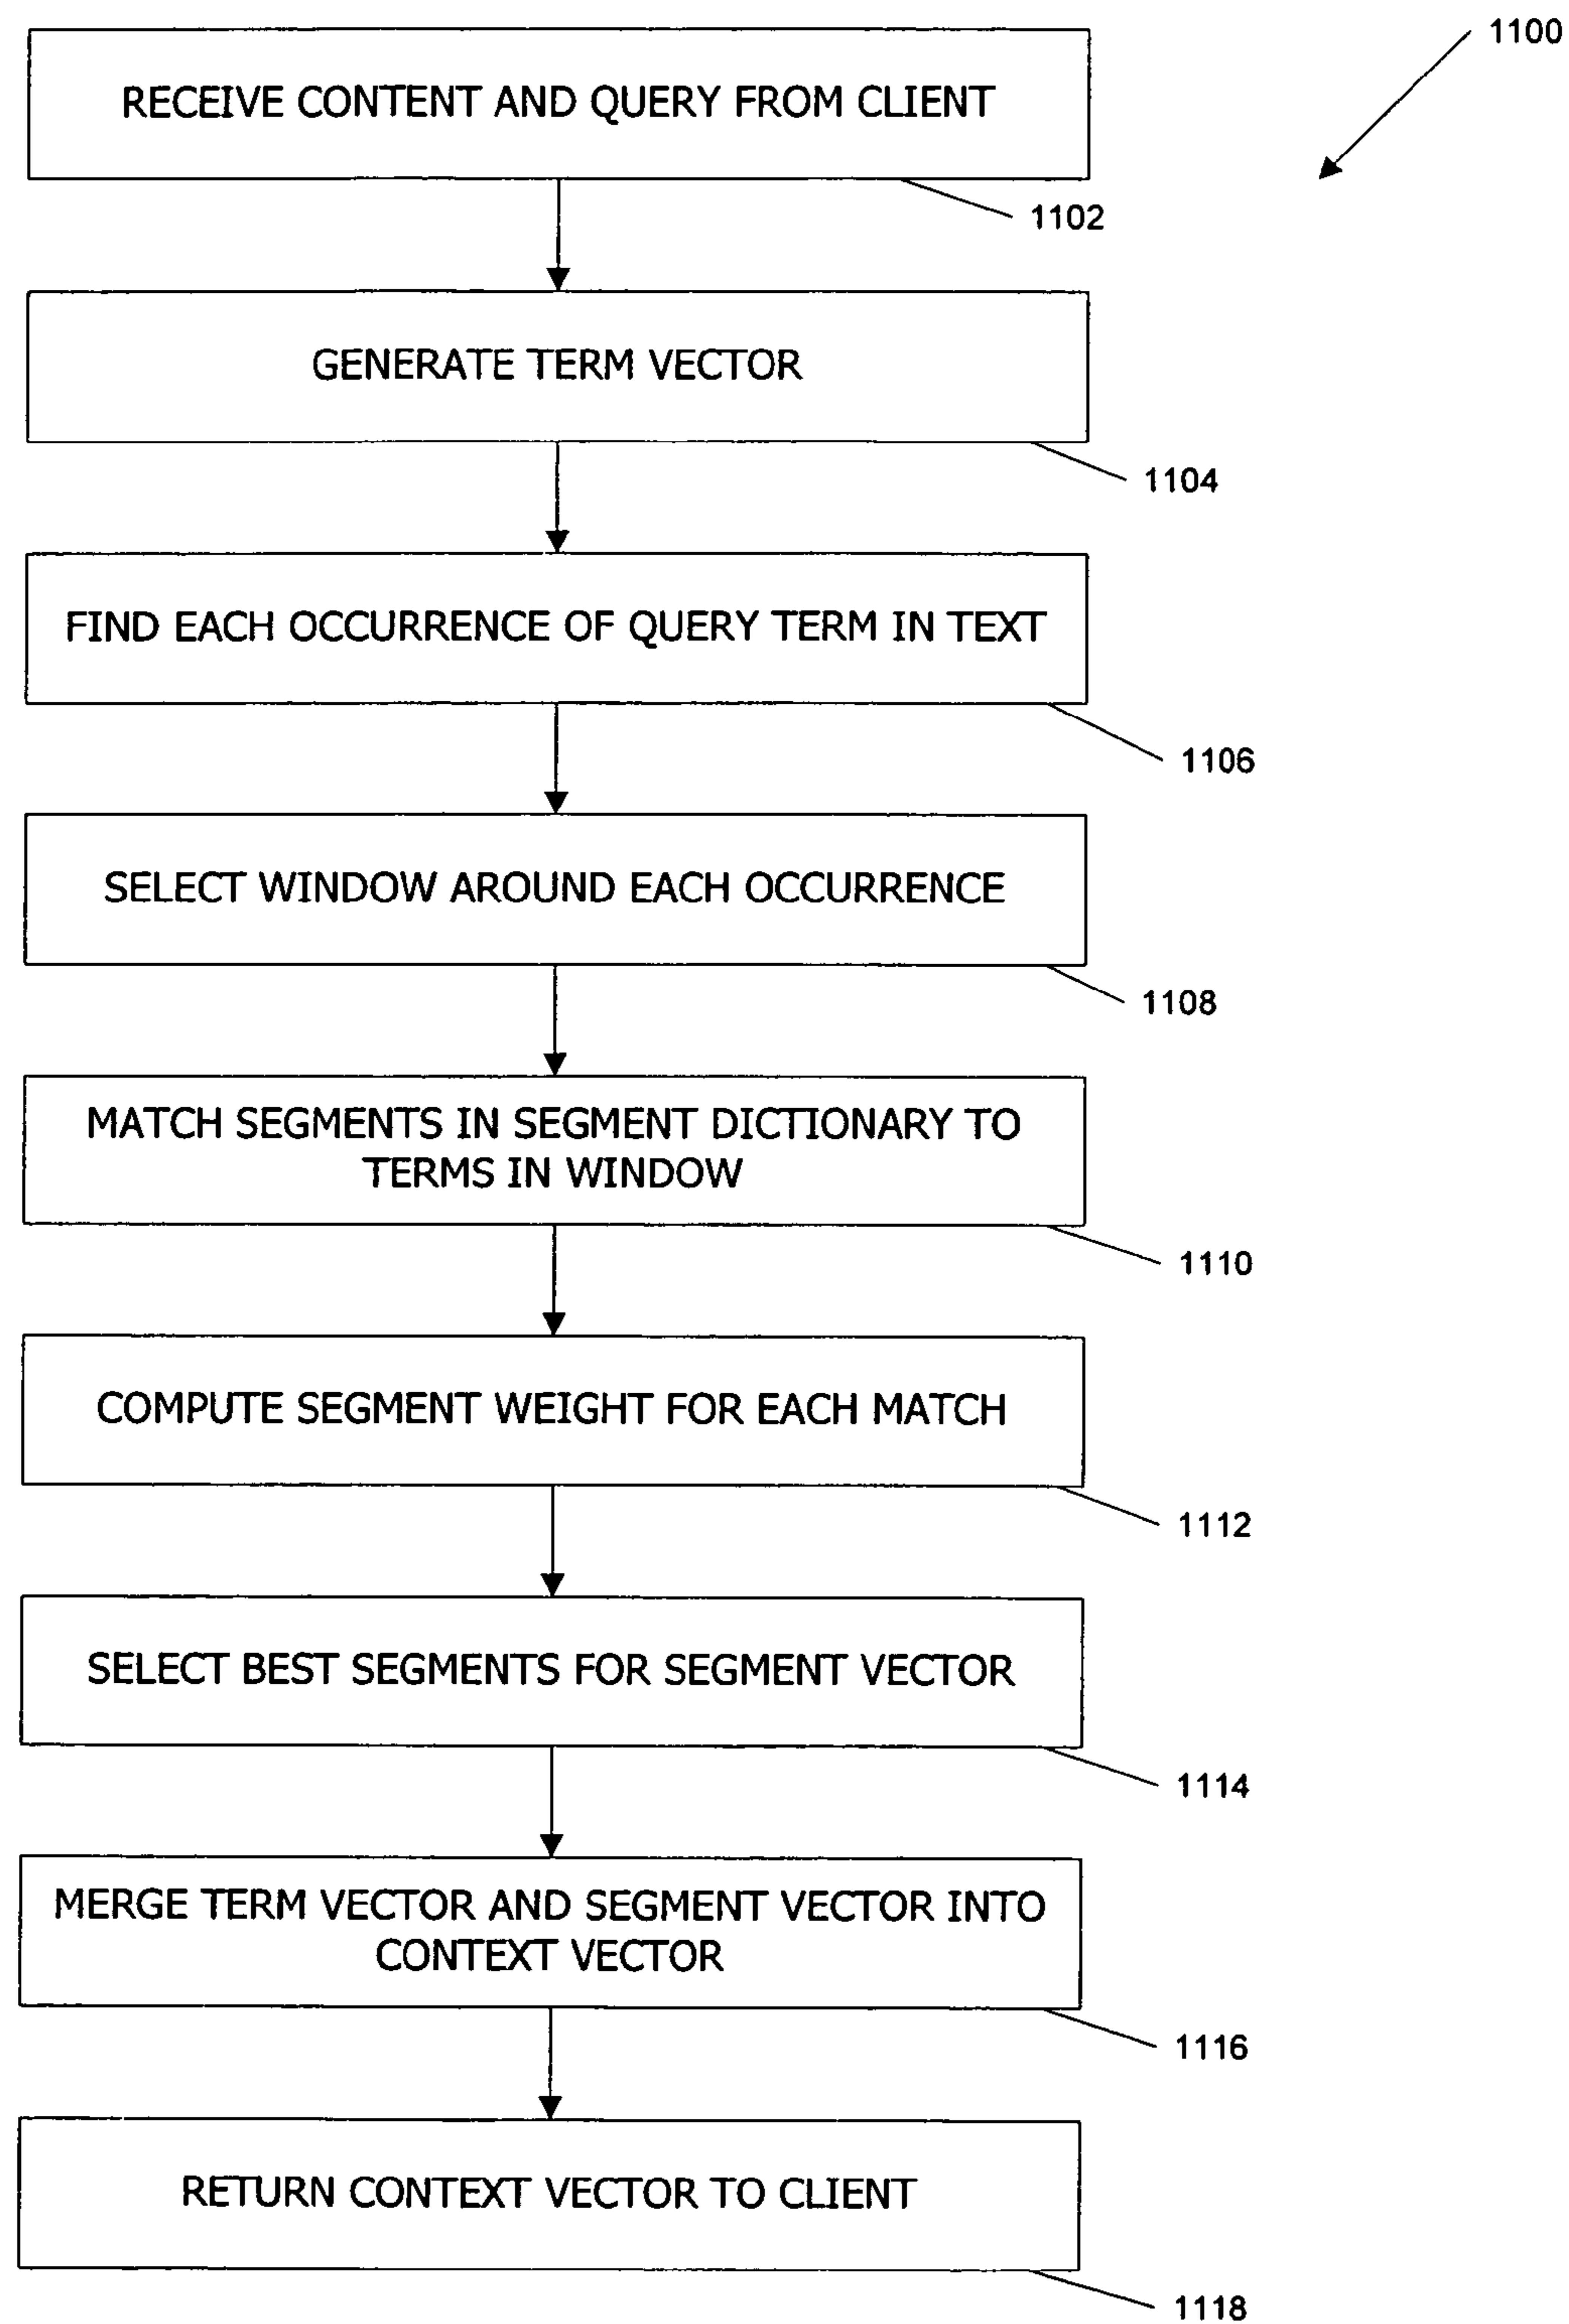 1100
RECEIVE CONTENT AND QUERY FROM CLIENT
1102
GENERATE TERM VECTOR
1104
FIND EACH OCCURRENCE OF QUERY TERM IN TEXT
1106
SELECT WINDOW AROUND EACH OCCURRENCE
1108
MATCH SEGMENTS IN SEGMENT DICTIONARY TO
TERMS IN WINDOW
1110
COMPUTE SEGMENT WEIGHT FOR EACH MATCH
1112
SELECT BEST SEGMENTS FOR SEGMENT VECTOR
1114
MERGE TERM VECTOR AND SEGMENT VECTOR INTO
CONTEXT VECTOR
1116
RETURN CONTEXT VECTOR TO CLIENT
1118